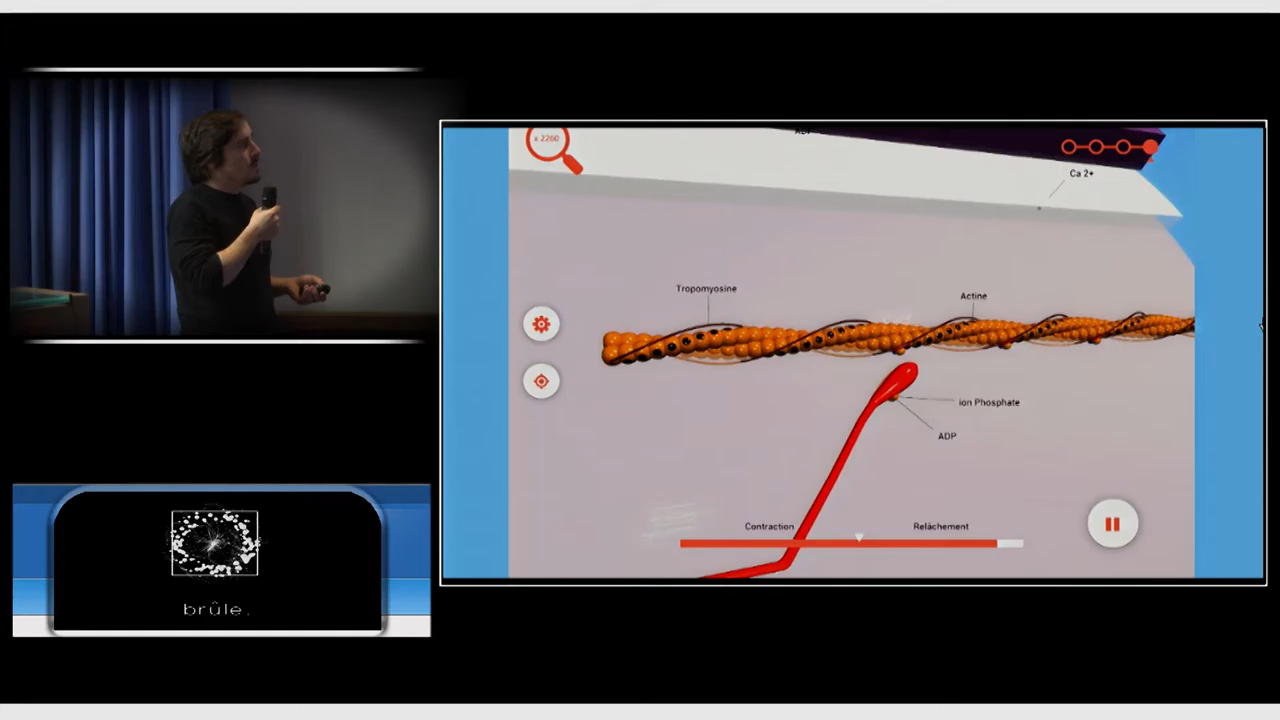 x 2260
Ca 2+
Tropomyosine
Actine
ion Phosphate
ADP
Contraction
Relâchement
brûle.